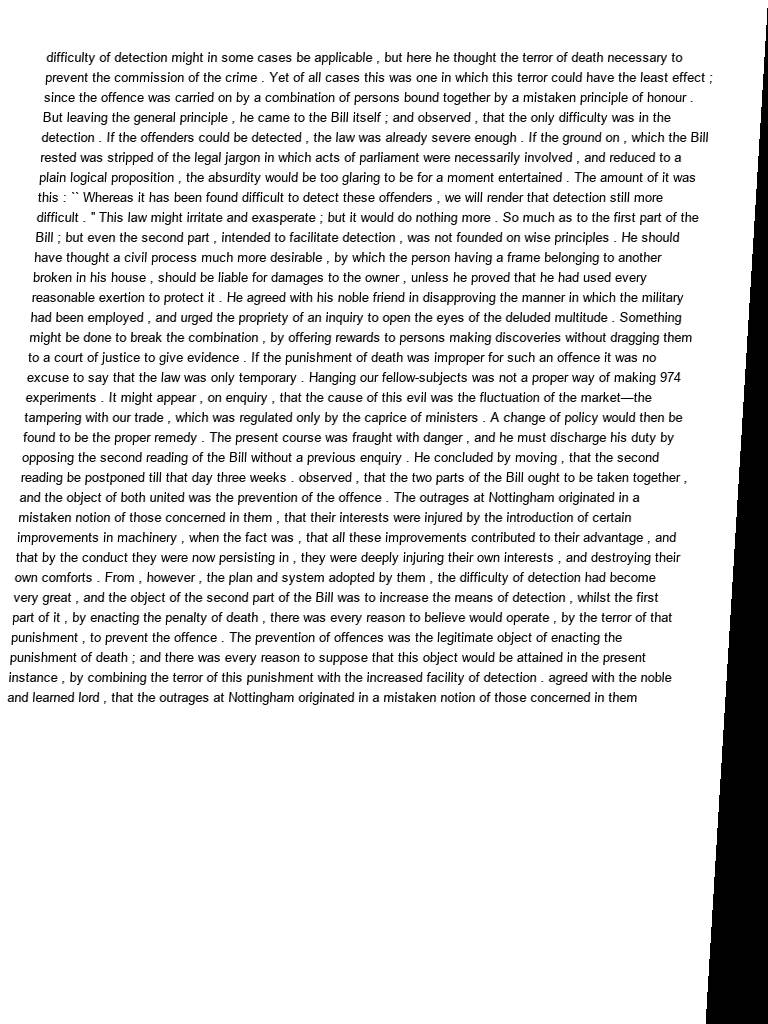 difficulty of detection might in some cases be applicable , but here he thought the terror of death necessary to
prevent the commission of the crime . Yet of all cases this was one in which this terror could have the least effect ;
since the offence was carried on by a combination of persons bound together by a mistaken principle of honour .
But leaving the general principle , he came to the Bill itself ; and observed , that the only difficulty was in the
detection . If the offenders could be detected , the law was already severe enough . If the ground on , which the Bill
rested was stripped of the legal jargon in which acts of parliament were necessarily involved , and reduced to a
plain logical proposition , the absurdity would be too glaring to be for a moment entertained . The amount of it was
this : `` Whereas it has been found difficult to detect these offenders , we will render that detection still more
difficult . " This law might irritate and exasperate ; but it would do nothing more . So much as to the first part of the
Bill ; but even the second part , intended to facilitate detection , was not founded on wise principles . He should
have thought a civil process much more desirable , by which the person having a frame belonging to another
broken in his house , should be liable for damages to the owner , unless he proved that he had used every
reasonable exertion to protect it . He agreed with his noble friend in disapproving the manner in which the military
had been employed , and urged the propriety of an inquiry to open the eyes of the deluded multitude . Something
might be done to break the combination , by offering rewards to persons making discoveries without dragging them
to a court of justice to give evidence . If the punishment of death was improper for such an offence it was no
excuse to say that the law was only temporary . Hanging our fellow-subjects was not a proper way of making 974
experiments . It might appear , on enquiry , that the cause of this evil was the fluctuation of the market—the
tampering with our trade , which was regulated only by the caprice of ministers . A change of policy would then be
found to be the proper remedy . The present course was fraught with danger , and he must discharge his duty by
opposing the second reading of the Bill without a previous enquiry . He concluded by moving , that the second
reading be postponed till that day three weeks . observed , that the two parts of the Bill ought to be taken together ,
and the object of both united was the prevention of the offence . The outrages at Nottingham originated in a
mistaken notion of those concerned in them , that their interests were injured by the introduction of certain
improvements in machinery , when the fact was , that all these improvements contributed to their advantage , and
that by the conduct they were now persisting in , they were deeply injuring their own interests , and destroying their
own comforts . From , however , the plan and system adopted by them , the difficulty of detection had become
very great , and the object of the second part of the Bill was to increase the means of detection , whilst the first
part of it , by enacting the penalty of death , there was every reason to believe would operate , by the terror of that
punishment , to prevent the offence . The prevention of offences was the legitimate object of enacting the
punishment of death ; and there was every reason to suppose that this object would be attained in the present
instance , by combining the terror of this punishment with the increased facility of detection . agreed with the noble
and learned lord , that the outrages at Nottingham originated in a mistaken notion of those concerned in them